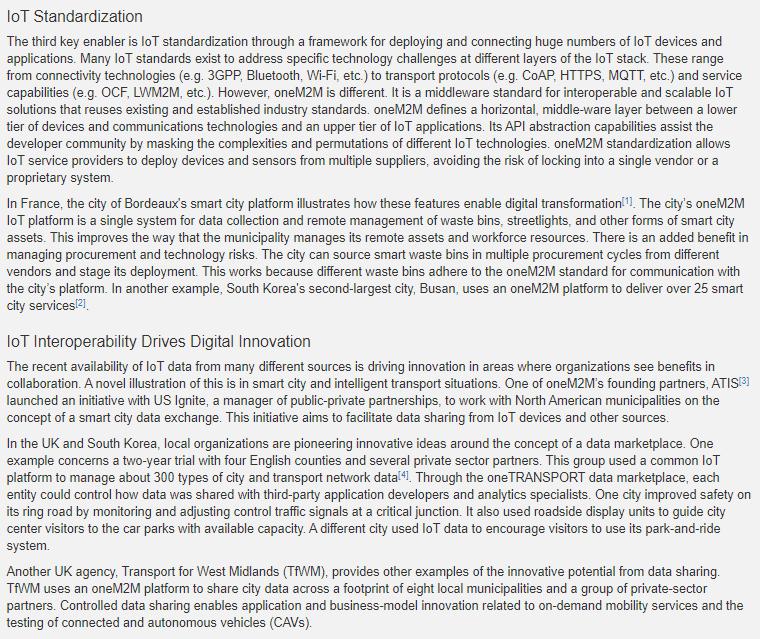 IoT Standardization
The third key enabler is IoT standardization through a framework for deploying and connecting huge numbers of IoT devices and
applications. Many IoT standards exist to address specific technology challenges at different layers of the IoT stack. These range
from connectivity technologies (e.g. 3GPP, Bluetooth, Wi-Fi, etc.) to transport protocols (e.g. CoAP, HTTPS, MQTT, etc.) and service
capabilities (e.g. OCF, LWM2M, etc.). However, oneM2M is different. It is a middleware standard for interoperable and scalable IoT
solutions that reuses existing and established industry standards. oneM2M defines a horizontal, middle-ware layer between a lower
tier of devices and communications technologies and an upper tier of IoT applications. Its API abstraction capabilities assist the
developer community by masking the complexities and permutations of different IoT technologies. oneM2M standardization allows
IoT service providers to deploy devices and sensors from multiple suppliers, avoiding the risk of locking into a single vendor or a
proprietary system.
In France, the city of Bordeaux's smart city platform illustrates how these features enable digital transformation[1]. The city's oneM2M
IoT platform is a single system for data collection and remote management of waste bins, streetlights, and other forms of smart city
assets. This improves the way that the municipality manages its remote assets and workforce resources. There is an added benefit in
managing procurement and technology risks. The city can source smart waste bins in multiple procurement cycles from different
vendors and stage its deployment. This works because different waste bins adhere to the oneM2M standard for communication with
the city's platform. In another example, South Korea's second-largest city, Busan, uses an oneM2M platform to deliver over 25 smart
city services[2].
IoT Interoperability Drives Digital Innovation
The recent availability of IoT data from many different sources is driving innovation in areas where organizations see benefits in
collaboration. A novel illustration of this is in smart city and intelligent transport situations. One of oneM2M's founding partners, ATIS[3]
launched an initiative with US Ignite, a manager of public-private partnerships, to work with North American municipalities on the
concept of a smart city data exchange. This initiative aims to facilitate data sharing from IoT devices and other sources.
In the UK and South Korea, local organizations are pioneering innovative ideas around the concept of a data marketplace. One
example concerns a two-year trial with four English counties and several private sector partners. This group used a common IoT
platform to manage about 300 types of city and transport network data[4]. Through the oneTRANSPORT data marketplace, each
entity could control how data was shared with third-party application developers and analytics specialists. One city improved safety on
its ring road by monitoring and adjusting control traffic signals at a critical junction. It also used roadside display units to guide city
center visitors to the car parks with available capacity. A different city used IoT data to encourage visitors to use its park-and-ride
system.
Another UK agency, Transport for West Midlands (TfWM), provides other examples of the innovative potential from data sharing.
TfWM uses an oneM2M platform to share city data across a footprint of eight local municipalities and a group of private-sector
partners. Controlled data sharing enables application and business-model innovation related to on-demand mobility services and the
testing of connected and autonomous vehicles (CAVs).